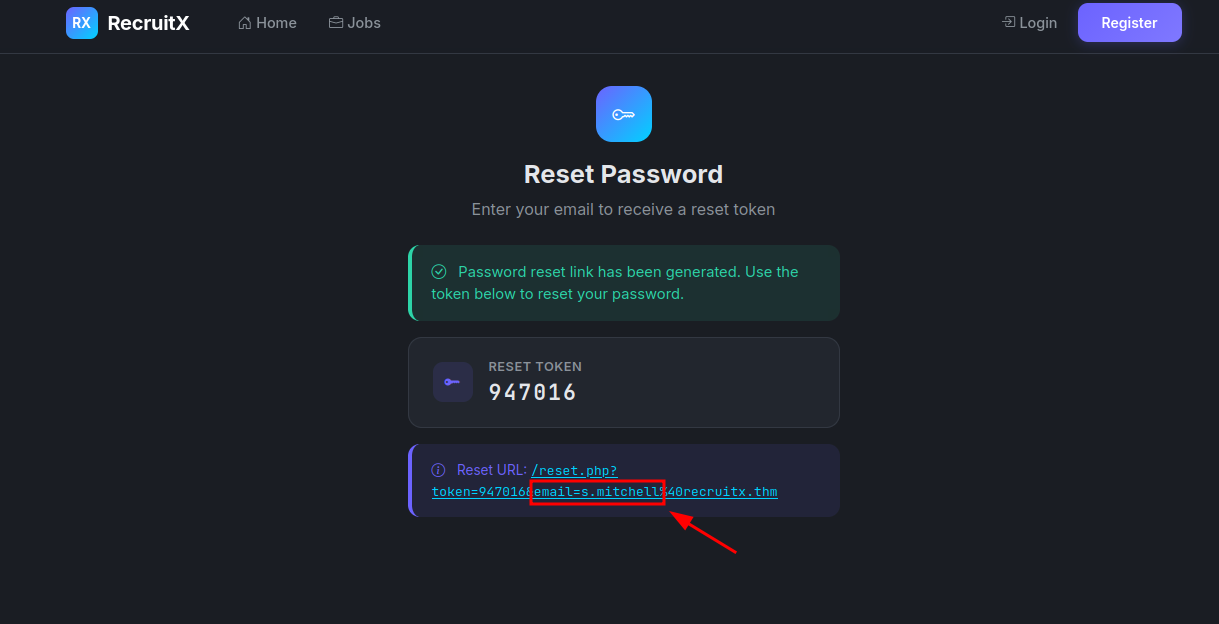 RX RecruitX Home Jobs Login Register
Reset Password
Enter your email to receive a reset token
Password reset link has been generated. Use the
token below to reset your password.
RESET TOKEN
947016
Reset URL: /reset.php?
token=947016&email=s.mitchell%40recruitx.thm